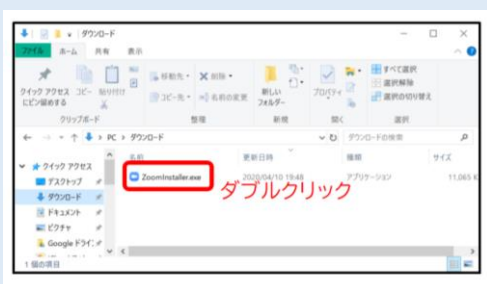 ダウンロード
ファイル ホーム 共有 表示
クイック アクセス にピン留めする
コピー 貼り付け
移動先 削除
コピー先 名前の変更
新しい フォルダー
プロパティ
すべて選択
選択解除
選択の切り替え
クリップボード 整理 新規 開く 選択
PC > ダウンロード
ダウンロードの検索
クイック アクセス
デスクトップ
ダウンロード
ドキュメント
ピクチャ
Google ドライ
名前 更新日時 種類 サイズ
ZoomInstaller.exe 2020/04/10 19:48 アプリケーション 11,065 K
ダブルクリック
1 個の項目